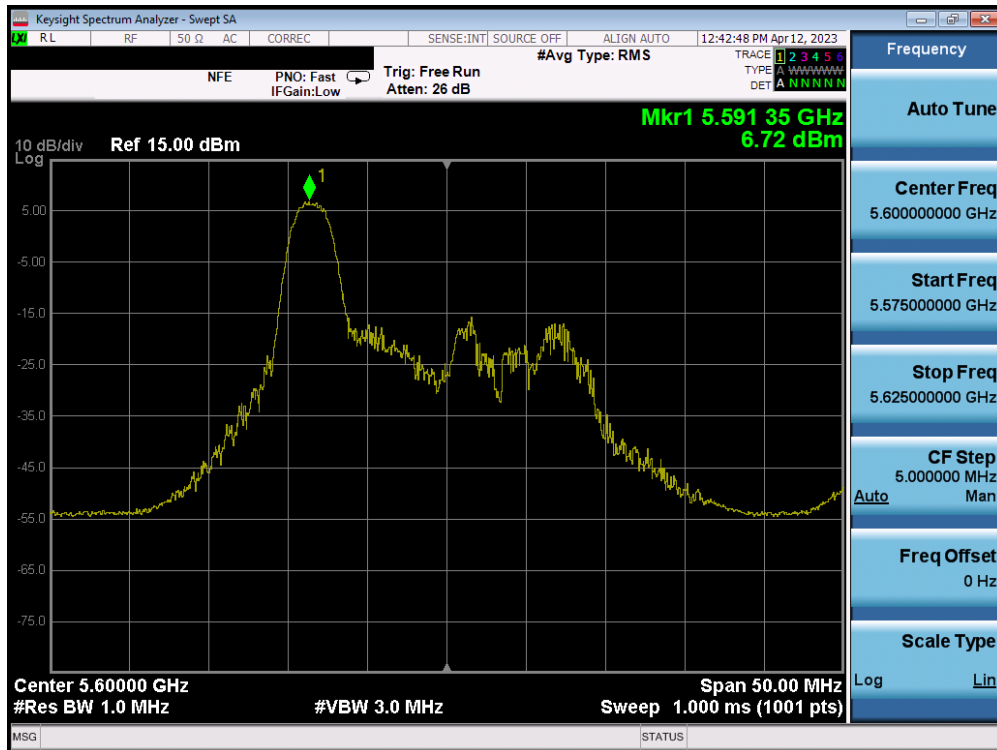 Keysight Spectrum Analyzer - Swept SA
LXI RL RF 50 Ω AC CORREC SENSE:INT SOURCE OFF ALIGN AUTO 12:42:48 PM Apr 12, 2023
#Avg Type: RMS
TRACE 1 2 3 4 5 6
TYPE A WWWWW
DET A N N N N N
NFE
PNO: Fast
IFGain:Low
Trig: Free Run
Atten: 26 dB
Mkr1 5.591 35 GHz
6.72 dBm
10 dB/div
Log
Ref 15.00 dBm
1
5.00
-5.00
-15.0
-25.0
-35.0
-45.0
-55.0
-65.0
-75.0
Center 5.60000 GHz
Span 50.00 MHz
#Res BW 1.0 MHz
#VBW 3.0 MHz
Sweep 1.000 ms (1001 pts)
MSG
STATUS
Frequency
Auto Tune
Center Freq
5.600000000 GHz
Start Freq
5.575000000 GHz
Stop Freq
5.625000000 GHz
CF Step
5.000000 MHz
Auto Man
Freq Offset
0 Hz
Scale Type
Log Lin